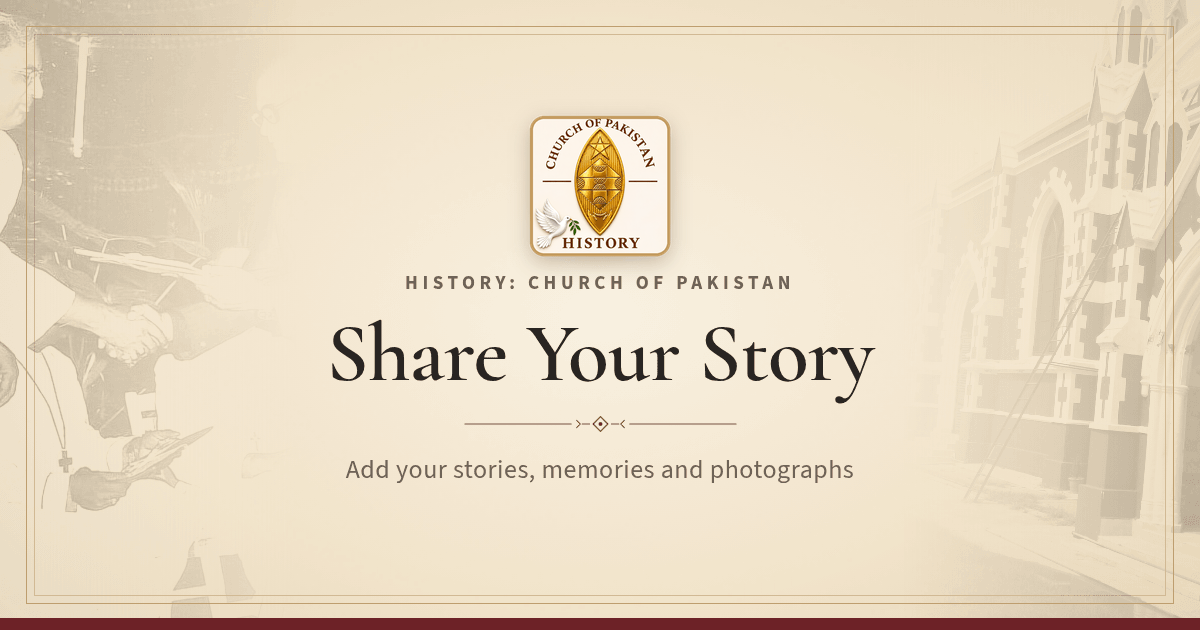 CHURCH OF PAKISTAN
HISTORY
HISTORY: CHURCH OF PAKISTAN
Share Your Story
Add your stories, memories and photographs